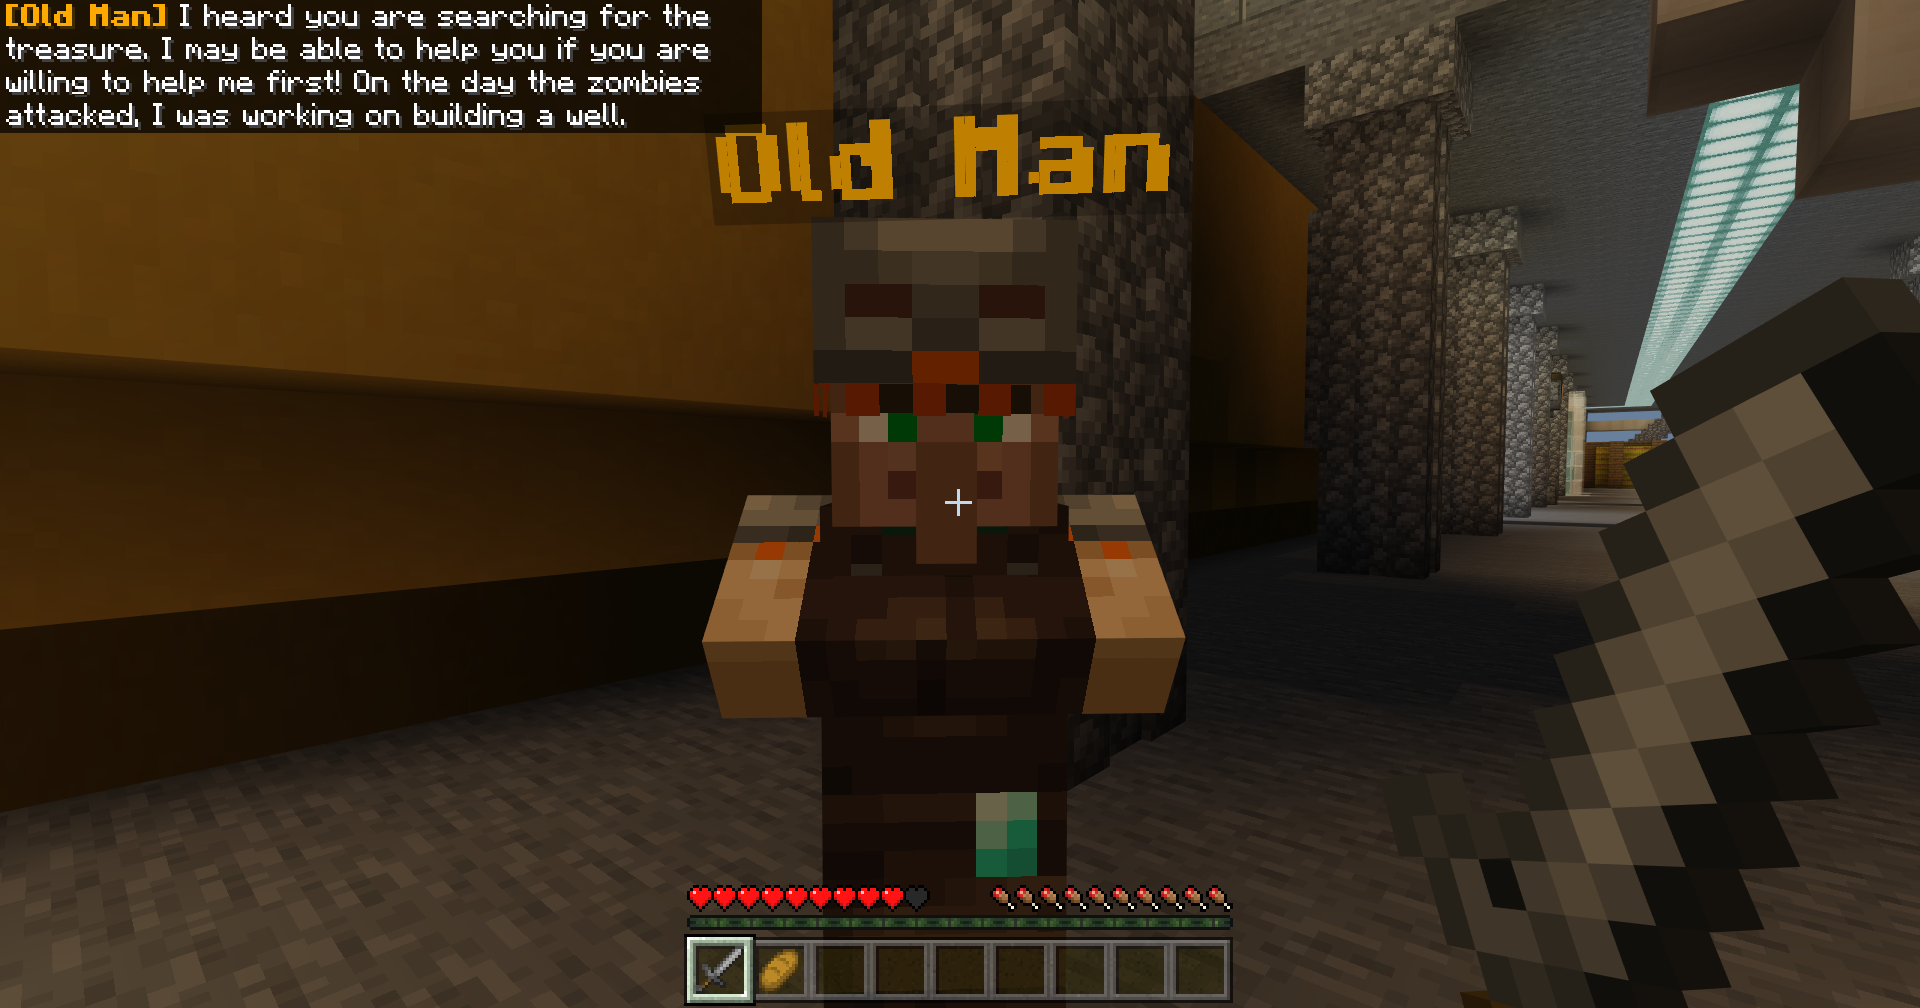 [Old Man] I heard you are searching for the
treasure. I may be able to help you if you are
willing to help me first! On the day the zombies
attacked, I was working on building a well.
Old Man